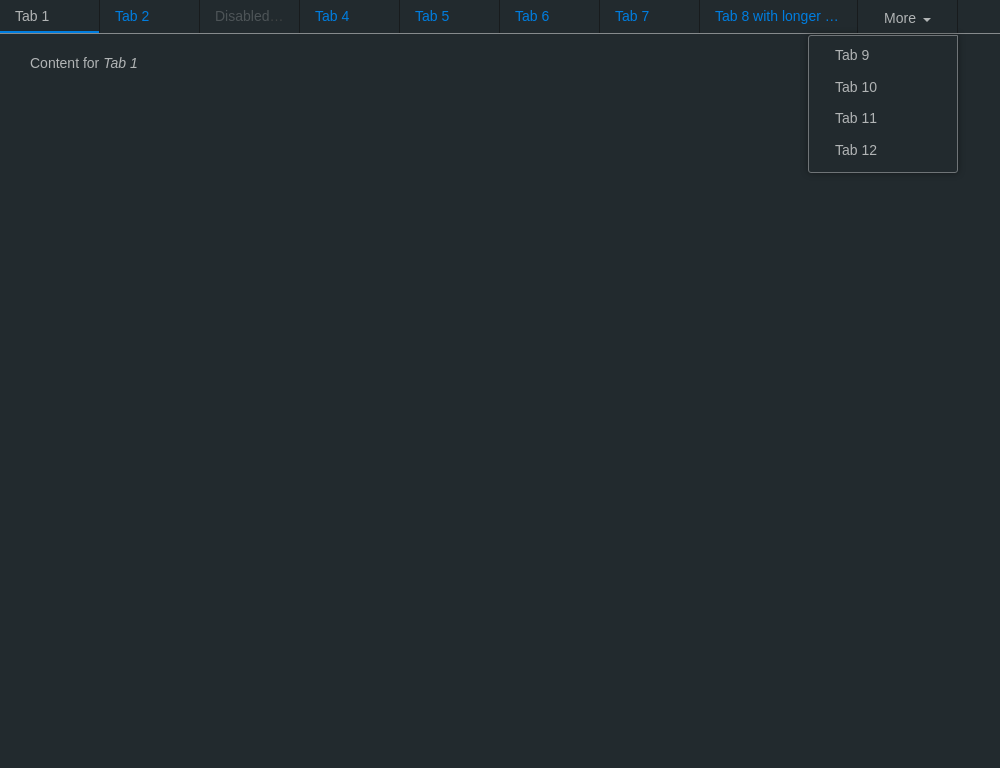 Tab 1 Tab 2 Disabled… Tab 4 Tab 5 Tab 6 Tab 7 Tab 8 with longer … More
Content for Tab 1
Tab 9
Tab 10
Tab 11
Tab 12